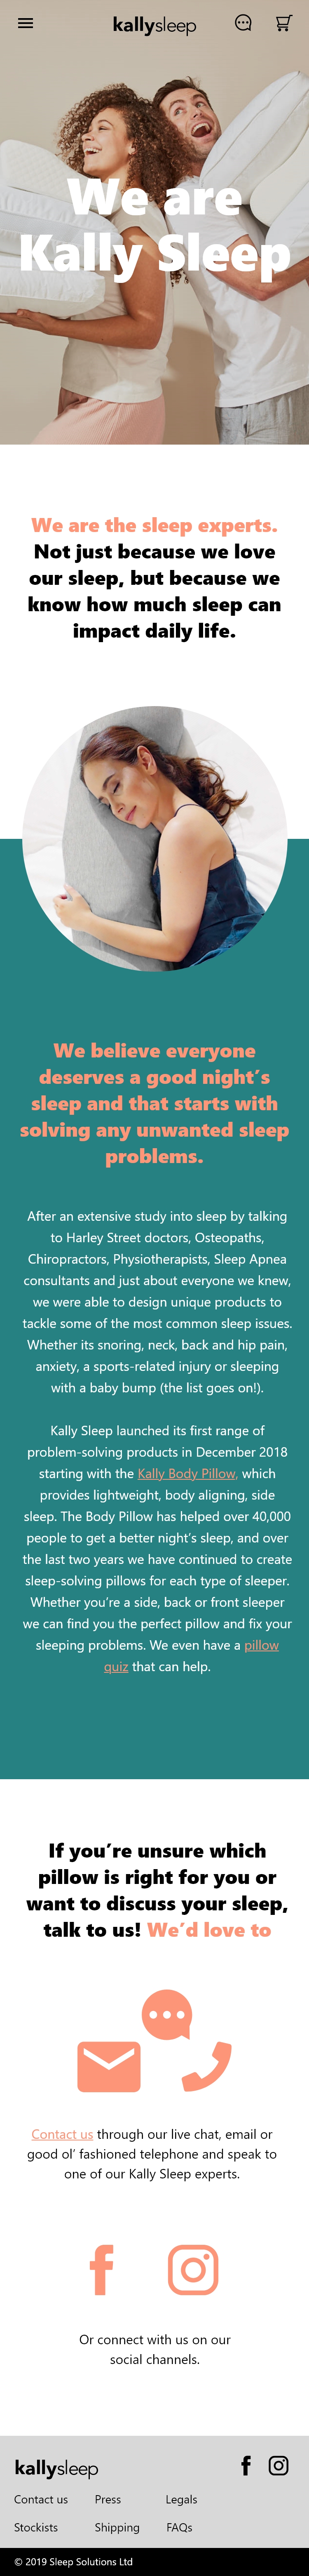 kallysleep
We are
Kally Sleep
We are the sleep experts.
Not just because we love
our sleep, but because we
know how much sleep can
impact daily life.
We believe everyone
deserves a good night's
sleep and that starts with
solving any unwanted sleep
problems.
After an extensive study into sleep by talking
to Harley Street doctors, Osteopaths,
Chiropractors, Physiotherapists, Sleep Apnea
consultants and just about everyone we knew,
we were able to design unique products to
tackle some of the most common sleep issues.
Whether its snoring, neck, back and hip pain,
anxiety, a sports-related injury or sleeping
with a baby bump (the list goes on!).
Kally Sleep launched its first range of
problem-solving products in December 2018
starting with the Kally Body Pillow, which
provides lightweight, body aligning, side
sleep. The Body Pillow has helped over 40,000
people to get a better night's sleep, and over
the last two years we have continued to create
sleep-solving pillows for each type of sleeper.
Whether you're a side, back or front sleeper
we can find you the perfect pillow and fix your
sleeping problems. We even have a pillow
quiz that can help.
If you're unsure which
pillow is right for you or
want to discuss your sleep,
talk to us! We'd love to
Contact us through our live chat, email or
good ol' fashioned telephone and speak to
one of our Kally Sleep experts.
Or connect with us on our
social channels.
kallysleep
Contact us Press Legals
Stockists Shipping FAQs
© 2019 Sleep Solutions Ltd